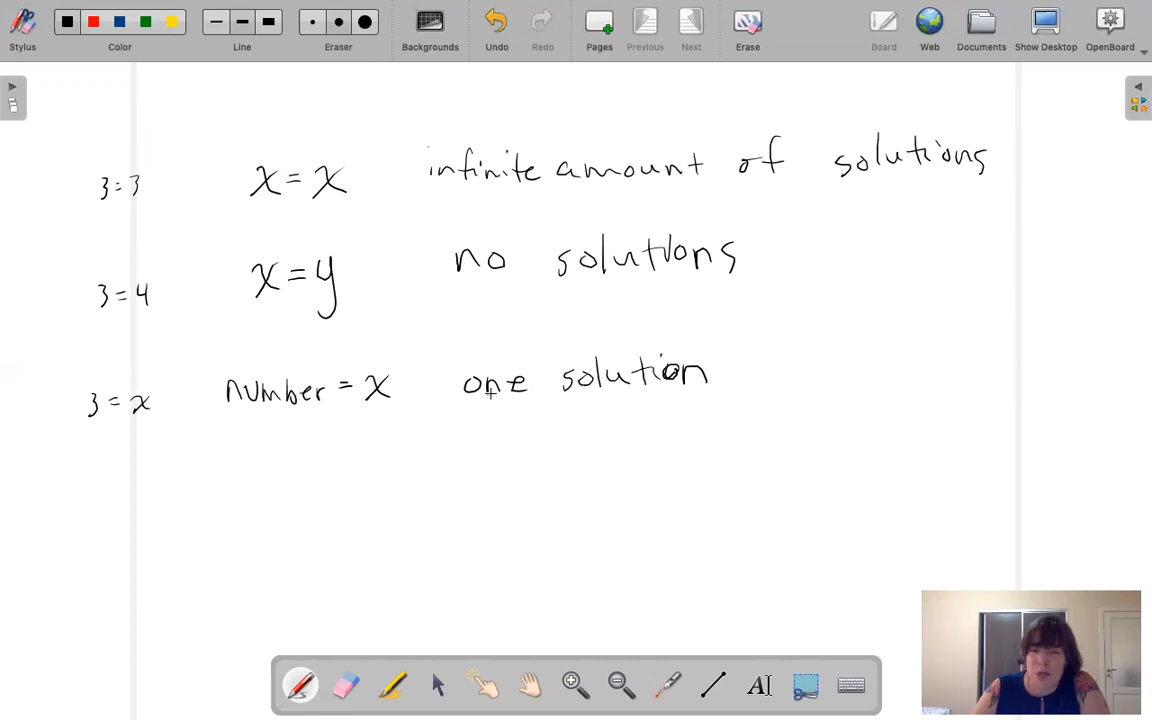 Stylus
Color
Line
Eraser
Backgrounds
Undo
Redo
Pages
Previous
Next
Erase
Board
Web
Documents
Show Desktop
OpenBoard
3=3 x=x infinite amount of solutions
3=4 x=y no solutions
3=x number=x one solution